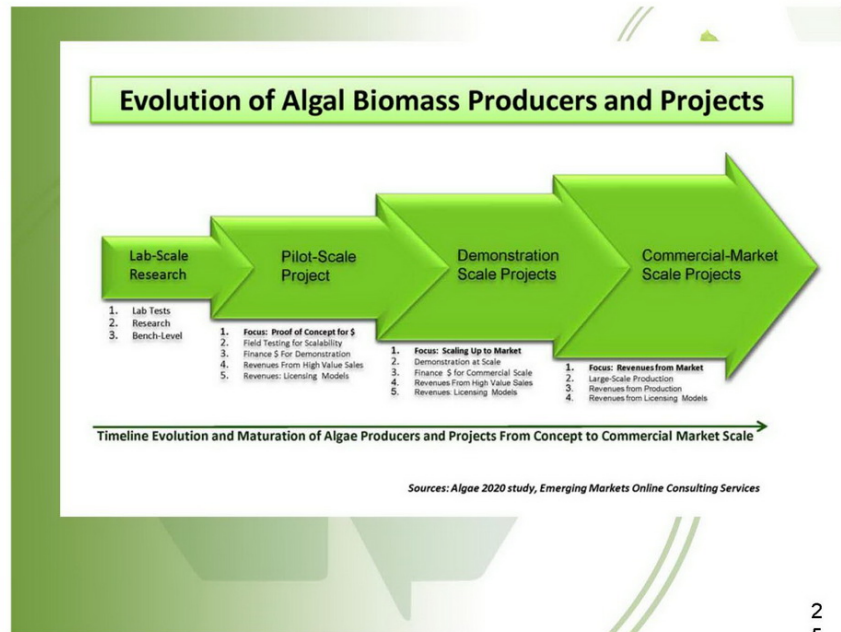 Evolution of Algal Biomass Producers and Projects
Lab-Scale
Research
1. Lab Tests
2. Research
3. Bench-Level
Pilot-Scale
Project
1. Focus: Proof of Concept for $
2. Field Testing for Scalability
3. Finance $ For Demonstration
4. Revenues From High Value Sales
5. Revenues: Licensing Models
Demonstration
Scale Projects
1. Focus: Scaling Up to Market
2. Demonstration at Scale
3. Finance $ for Commercial Scale
4. Revenues From High Value Sales
5. Revenues: Licensing Models
Commercial-Market
Scale Projects
1. Focus: Revenues from Market
2. Large-Scale Production
3. Revenues from Production
4. Revenues from Licensing Models
Timeline Evolution and Maturation of Algae Producers and Projects From Concept to Commercial Market Scale
Sources: Algae 2020 study, Emerging Markets Online Consulting Services
2